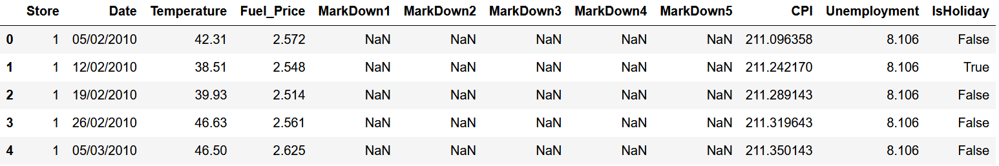 Store Date Temperature Fuel_Price MarkDown1 MarkDown2 MarkDown3 MarkDown4 MarkDown5 CPI Unemployment IsHoliday
0 1 05/02/2010 42.31 2.572 NaN NaN NaN NaN NaN 211.096358 8.106 False
1 1 12/02/2010 38.51 2.548 NaN NaN NaN NaN NaN 211.242170 8.106 True
2 1 19/02/2010 39.93 2.514 NaN NaN NaN NaN NaN 211.289143 8.106 False
3 1 26/02/2010 46.63 2.561 NaN NaN NaN NaN NaN 211.319643 8.106 False
4 1 05/03/2010 46.50 2.625 NaN NaN NaN NaN NaN 211.350143 8.106 False